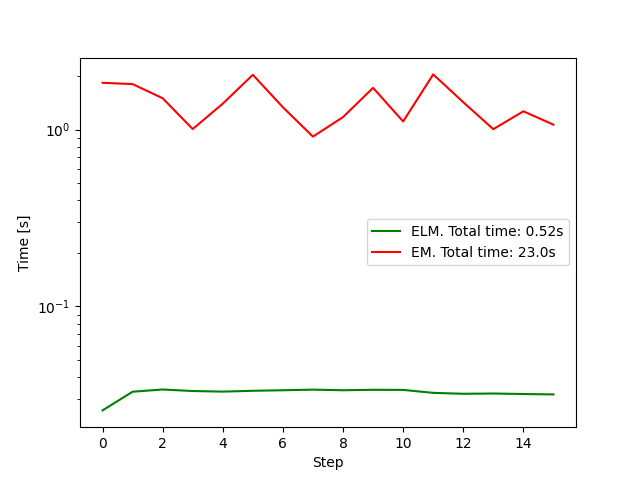 10⁰
10⁻¹
Time [s]
ELM. Total time: 0.52s
EM. Total time: 23.0s
0 2 4 6 8 10 12 14
Step